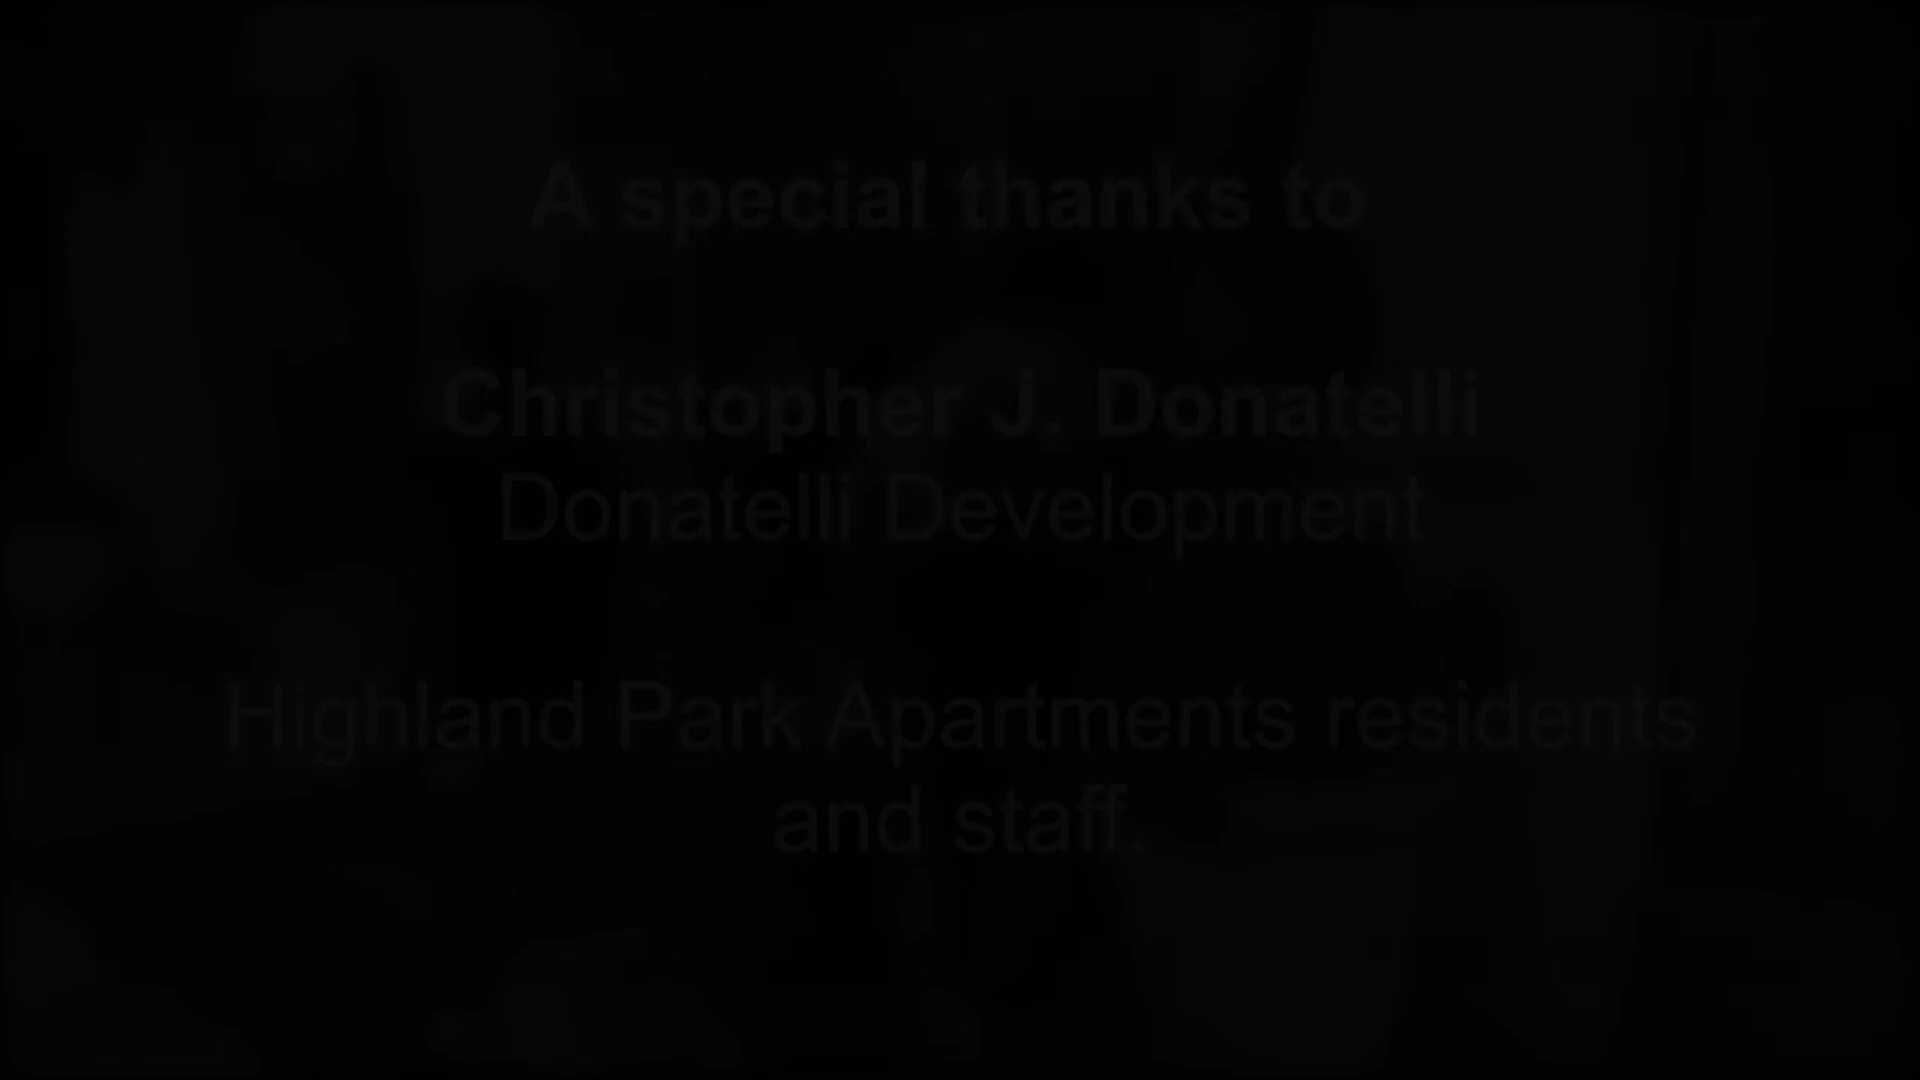 A special thanks to
Christopher J. Donatelli
Donatelli Development
Highland Park Apartments residents
and staff.